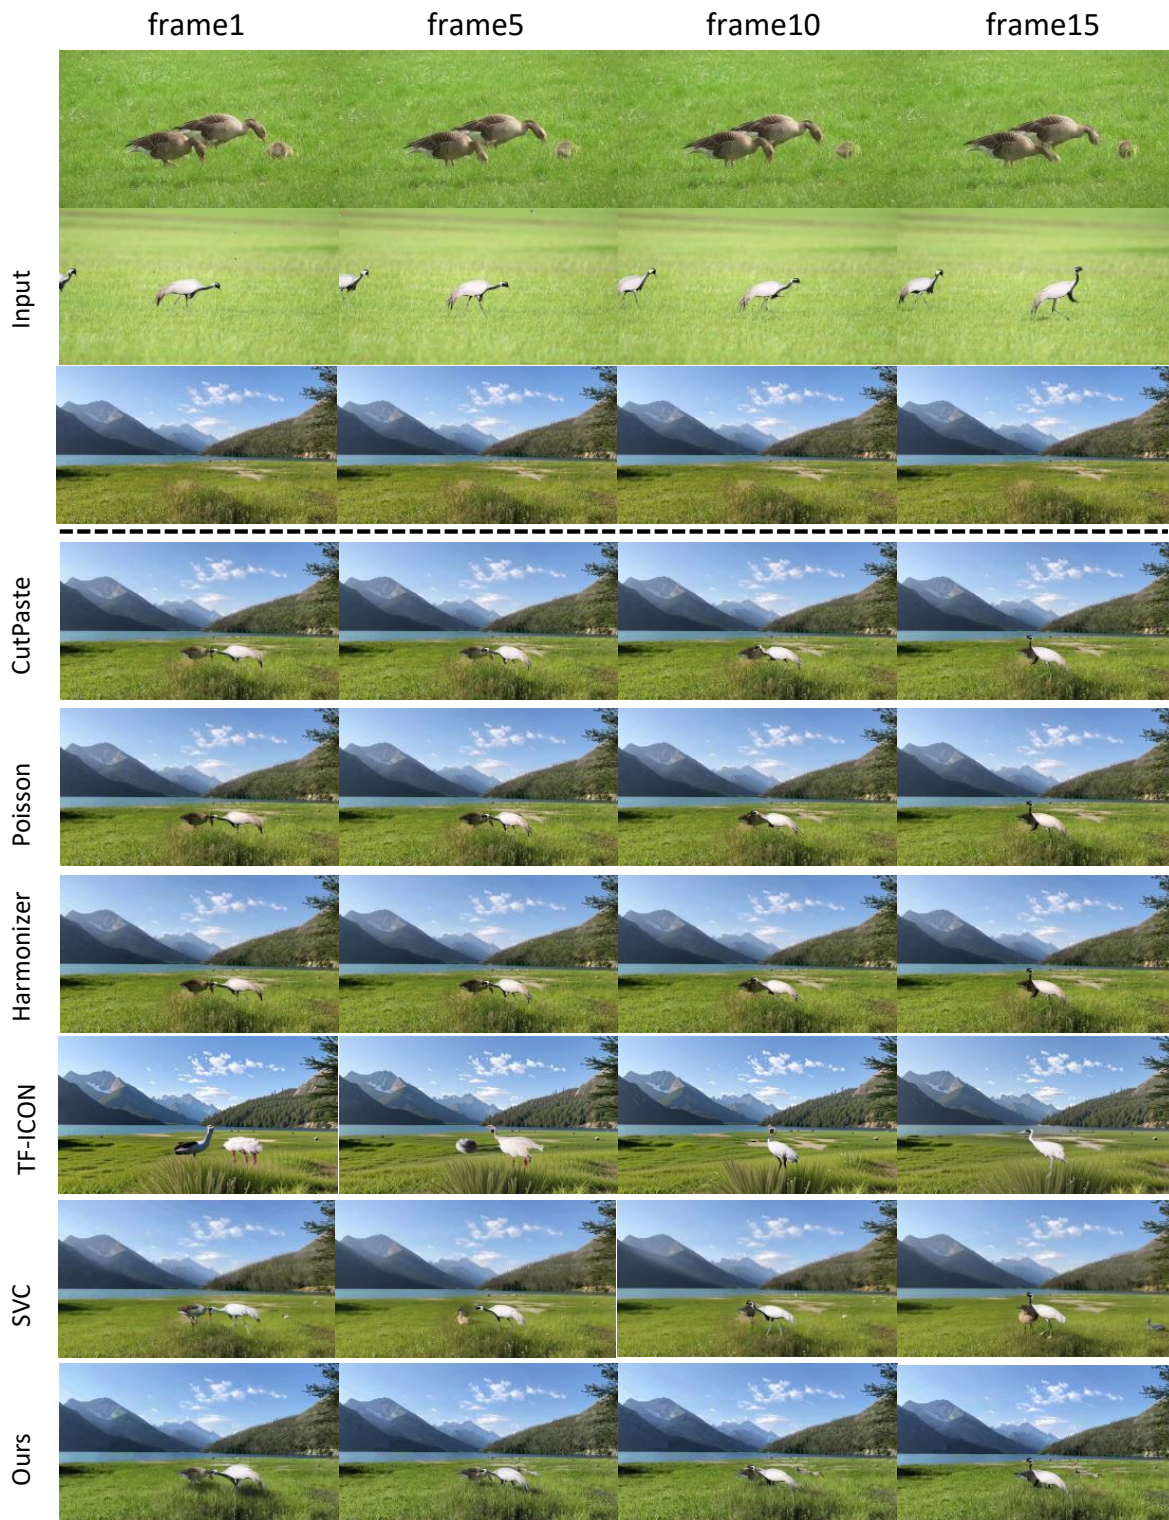 frame1 frame5 frame10 frame15
Input
CutPaste
Poisson
Harmonizer
TF-ICON
SVC
Ours